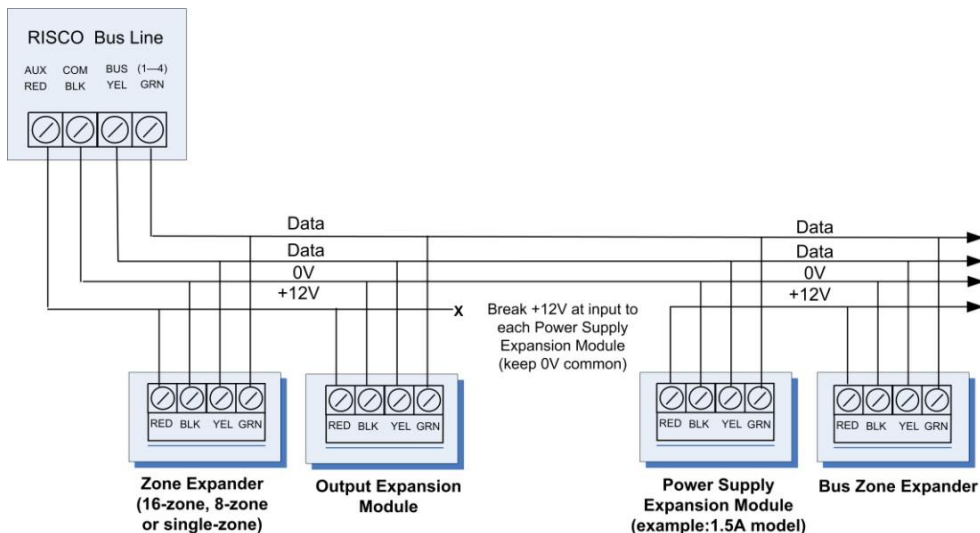 RISCO Bus Line
AUX COM BUS (1—4)
RED BLK YEL GRN
Data Data
Data Data
0V 0V
+12V +12V
x
Break +12V at input to
each Power Supply
Expansion Module
(keep 0V common)
RED BLK YEL GRN
RED BLK YEL GRN
RED BLK YEL GRN
RED BLK YEL GRN
Zone Expander
(16-zone, 8-zone
or single-zone)
Output Expansion
Module
Power Supply
Expansion Module
(example:1.5A model)
Bus Zone Expander